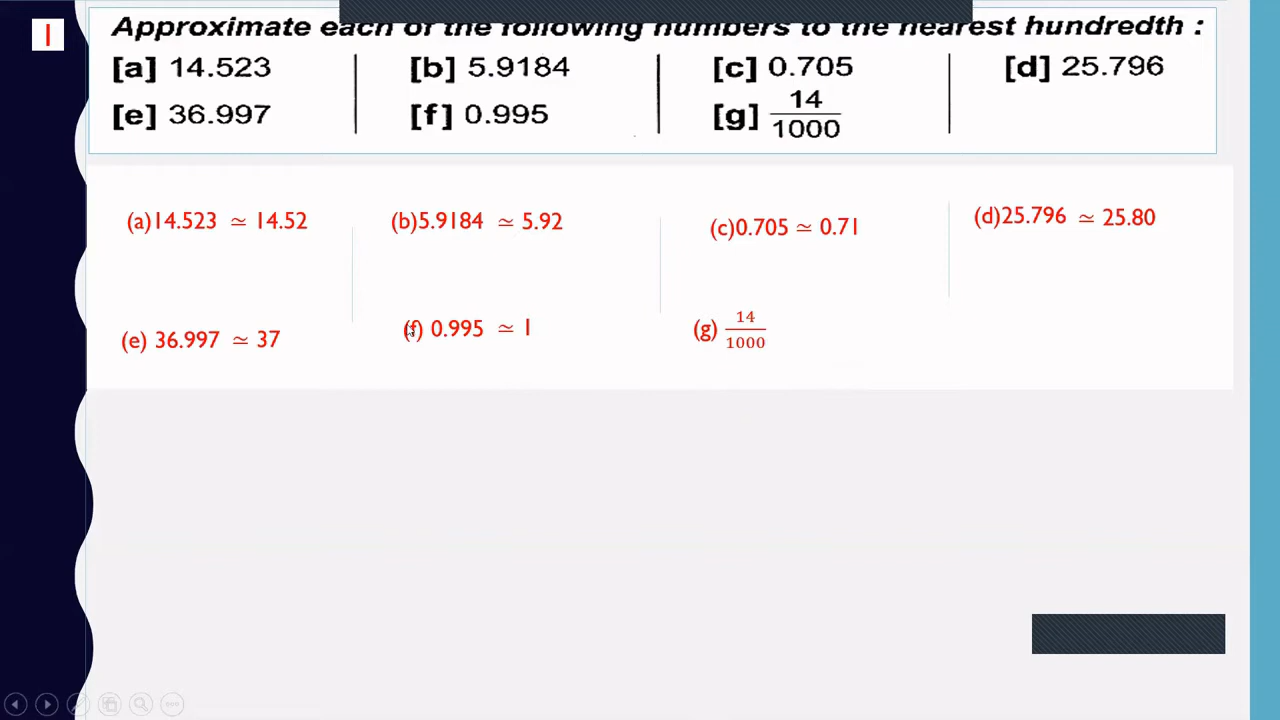 1
Approximate each of the following numbers to the nearest hundredth :
[a] 14.523 [b] 5.9184 [c] 0.705 [d] 25.796
[e] 36.997 [f] 0.995 [g] 14/1000
(a)14.523 ≃ 14.52 (b)5.9184 ≃ 5.92 (c)0.705 ≃ 0.71 (d)25.796 ≃ 25.80
(e) 36.997 ≃ 37 (f) 0.995 ≃ 1 (g) 14/1000